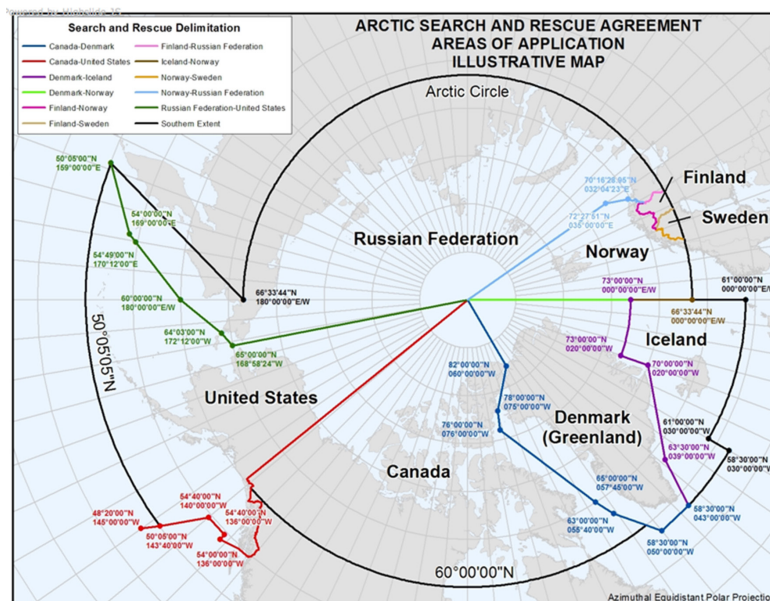 Powered by Highslide JS
ARCTIC SEARCH AND RESCUE AGREEMENT
AREAS OF APPLICATION
ILLUSTRATIVE MAP
Search and Rescue Delimitation
Canada-Denmark
Canada-United States
Denmark-Iceland
Denmark-Norway
Finland-Norway
Finland-Sweden
Finland-Russian Federation
Iceland-Norway
Norway-Sweden
Norway-Russian Federation
Russian Federation-United States
Southern Extent
Arctic Circle
50°05'00"N
159°00'00"E
54°00'00"N
169°00'00"E
54°49'00"N
170°12'00"E
60°00'00"N
180°00'00"E/W
64°03'00"N
172°12'00"W
65°00'00"N
168°58'24"W
66°33'44"N
180°00'00"E/W
50°05'05"N
70°16'28.95"N
032°04'23"E
72°27'51"N
035°00'00"E
Finland
Sweden
Norway
Russian Federation
73°00'00"N
000°00'00"E/W
61°00'00"N
000°00'00"E/W
66°33'44"N
000°00'00"E/W
Iceland
73°00'00"N
020°00'00"W
70°00'00"N
020°00'00"W
82°00'00"N
060°00'00"W
78°00'00"N
075°00'00"W
76°00'00"N
076°00'00"W
Denmark
(Greenland)
United States
Canada
61°00'00"N
030°00'00"W
58°30'00"N
030°00'00"W
63°30'00"N
039°00'00"W
65°00'00"N
057°45'00"W
63°00'00"N
055°40'00"W
58°30'00"N
043°00'00"W
58°30'00"N
050°00'00"W
48°20'00"N
145°00'00"W
50°05'00"N
143°40'00"W
54°40'00"N
140°00'00"W
54°40'00"N
136°00'00"W
54°00'00"N
136°00'00"W
60°00'00"N
Azimuthal Equidistant Polar Projectio